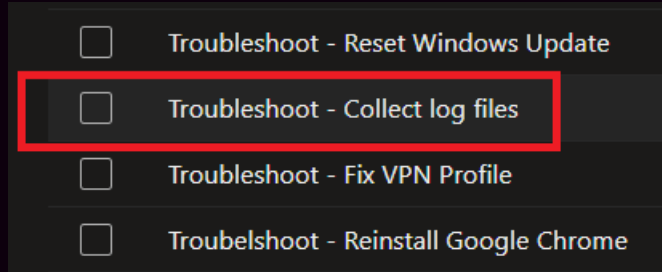 Troubleshoot - Reset Windows Update
Troubleshoot - Collect log files
Troubleshoot - Fix VPN Profile
Troubelshoot - Reinstall Google Chrome